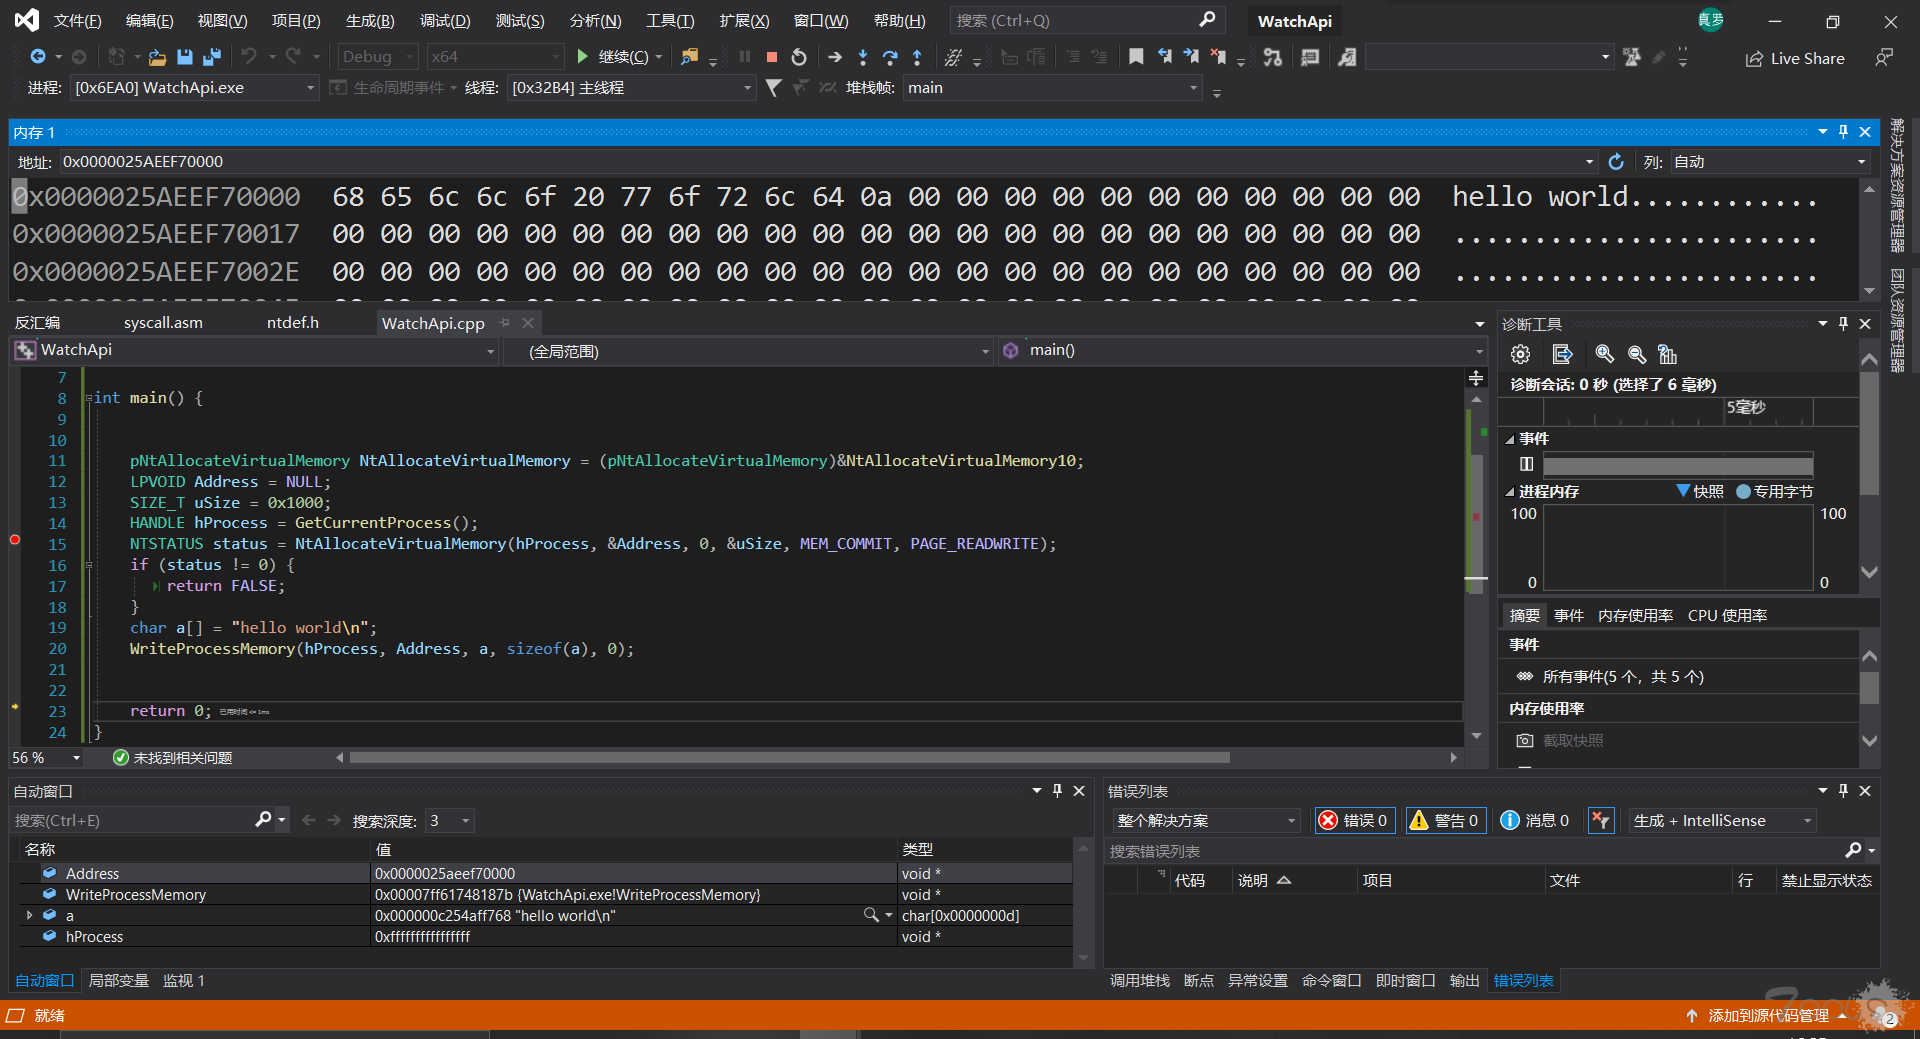 文件(F) 编辑(E) 视图(V) 项目(P) 生成(B) 调试(D) 测试(S) 分析(N) 工具(T) 扩展(X) 窗口(W) 帮助(H) 搜索 (Ctrl+Q) WatchApi 真罗
Debug x64 继续(C) Live Share
进程: [0x6EA0] WatchApi.exe 生命周期事件 线程: [0x32B4] 主线程 堆栈帧: main
内存 1
地址: 0x0000025AEEF70000 列: 自动
0x0000025AEEF70000 68 65 6c 6c 6f 20 77 6f 72 6c 64 0a 00 00 00 00 00 00 00 00 00 00 00 hello world............
0x0000025AEEF70017 00 00 00 00 00 00 00 00 00 00 00 00 00 00 00 00 00 00 00 00 00 00 00 .......................
0x0000025AEEF7002E 00 00 00 00 00 00 00 00 00 00 00 00 00 00 00 00 00 00 00 00 00 00 00 .......................
解决方案资源管理器
团队资源管理器
反汇编 syscall.asm ntdef.h WatchApi.cpp
WatchApi (全局范围) main()
7
8 int main() {
9
10
11 pNtAllocateVirtualMemory NtAllocateVirtualMemory = (pNtAllocateVirtualMemory)&NtAllocateVirtualMemory10;
12 LPVOID Address = NULL;
13 SIZE_T uSize = 0x1000;
14 HANDLE hProcess = GetCurrentProcess();
15 NTSTATUS status = NtAllocateVirtualMemory(hProcess, &Address, 0, &uSize, MEM_COMMIT, PAGE_READWRITE);
16 if (status != 0) {
17 return FALSE;
18 }
19 char a[] = "hello world\n";
20 WriteProcessMemory(hProcess, Address, a, sizeof(a), 0);
21
22
23 return 0; 已用时间 <= 1ms
24 }
56 % 未找到相关问题
诊断工具
诊断会话: 0 秒 (选择了 6 毫秒)
5毫秒
事件
进程内存 快照 专用字节
100 100
0 0
摘要 事件 内存使用率 CPU 使用率
事件
所有事件(5 个，共 5 个)
内存使用率
截取快照
自动窗口
搜索(Ctrl+E) 搜索深度: 3
名称 值 类型
Address 0x0000025aeef70000 void *
WriteProcessMemory 0x00007ff61748187b {WatchApi.exe!WriteProcessMemory} void *
a 0x000000c254aff768 "hello world\n" char[0x0000000d]
hProcess 0xffffffffffffffff void *
自动窗口 局部变量 监视 1
错误列表
整个解决方案 错误 0 警告 0 消息 0 生成 + IntelliSense
搜索错误列表
代码 说明 项目 文件 行 禁止显示状态
调用堆栈 断点 异常设置 命令窗口 即时窗口 输出 错误列表
就绪 添加到源代码管理 2